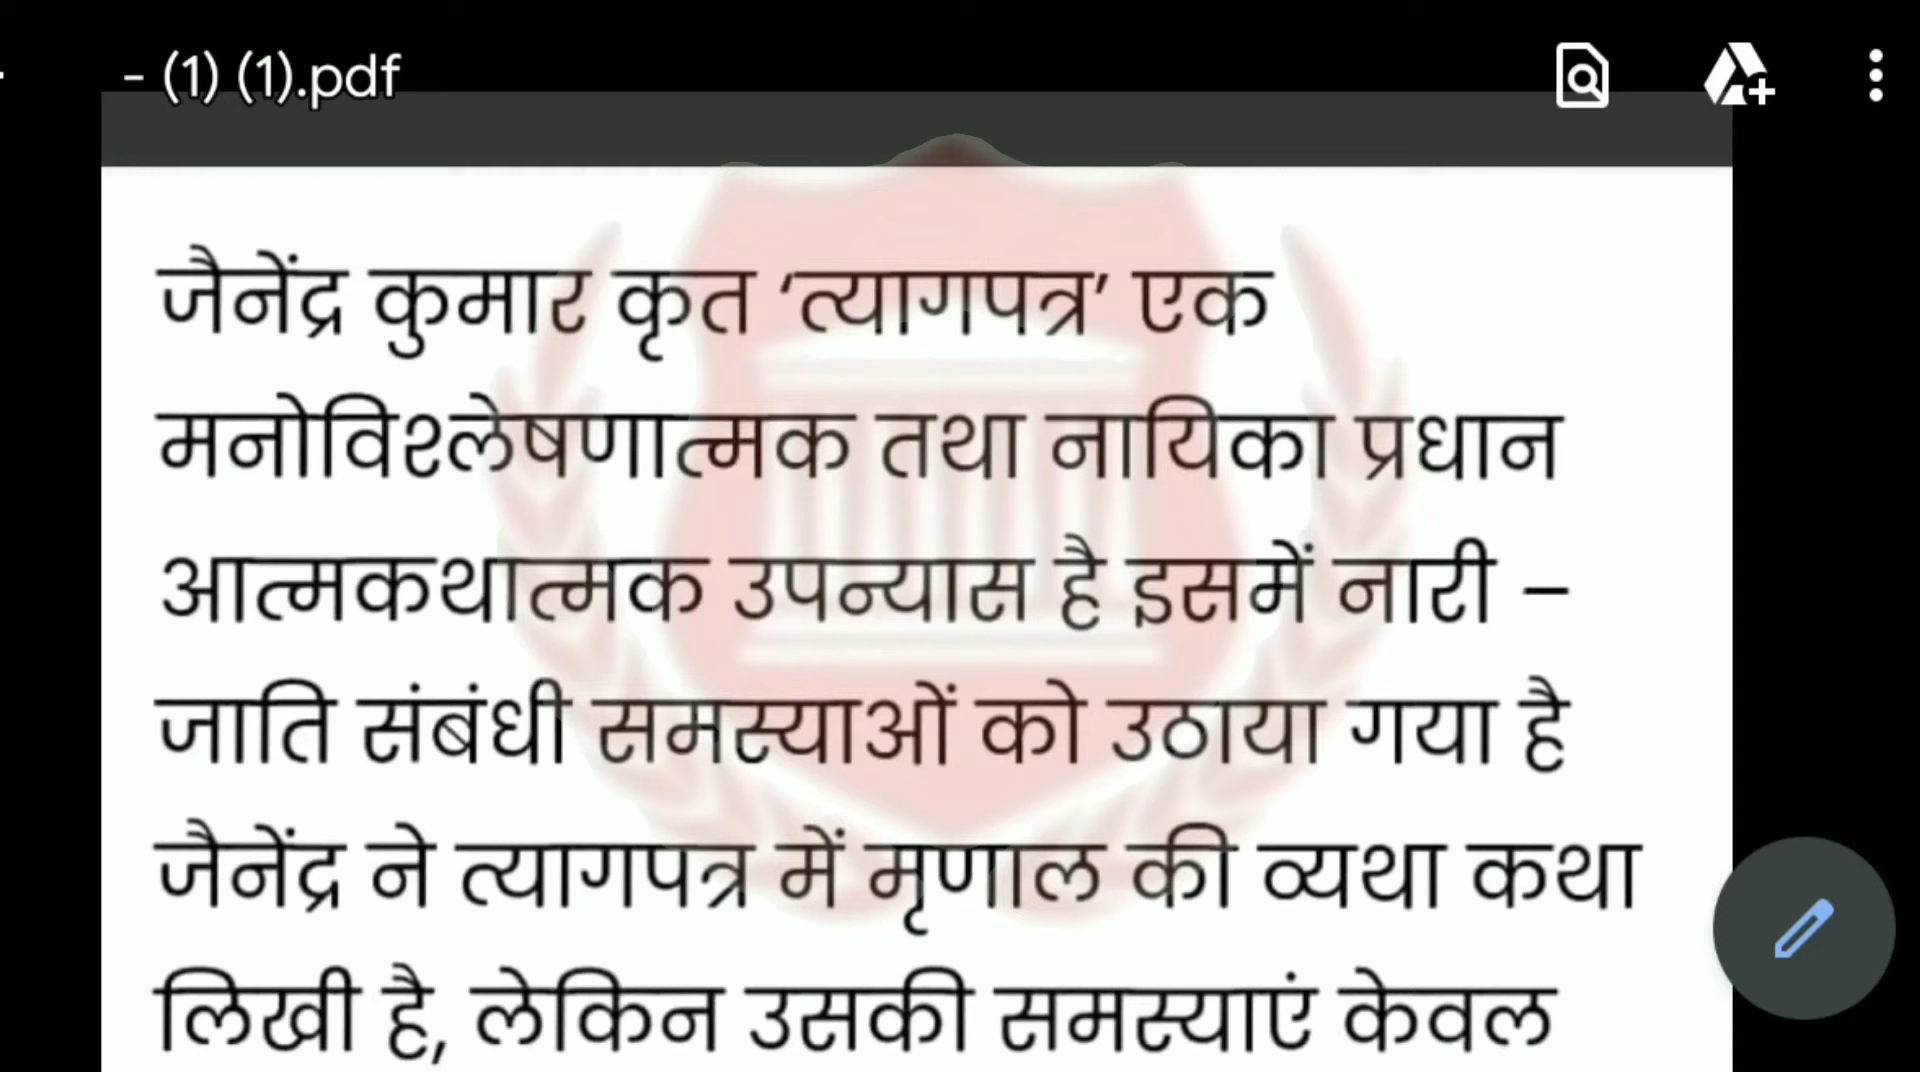 - (1) (1).pdf
जैनेंद्र कुमार कृत ‘त्यागपत्र’ एक
मनोविश्लेषणात्मक तथा नायिका प्रधान
आत्मकथात्मक उपन्यास है इसमें नारी –
जाति संबंधी समस्याओं को उठाया गया है
जैनेंद्र ने त्यागपत्र में मृणाल की व्यथा कथा
लिखी है, लेकिन उसकी समस्याएं केवल